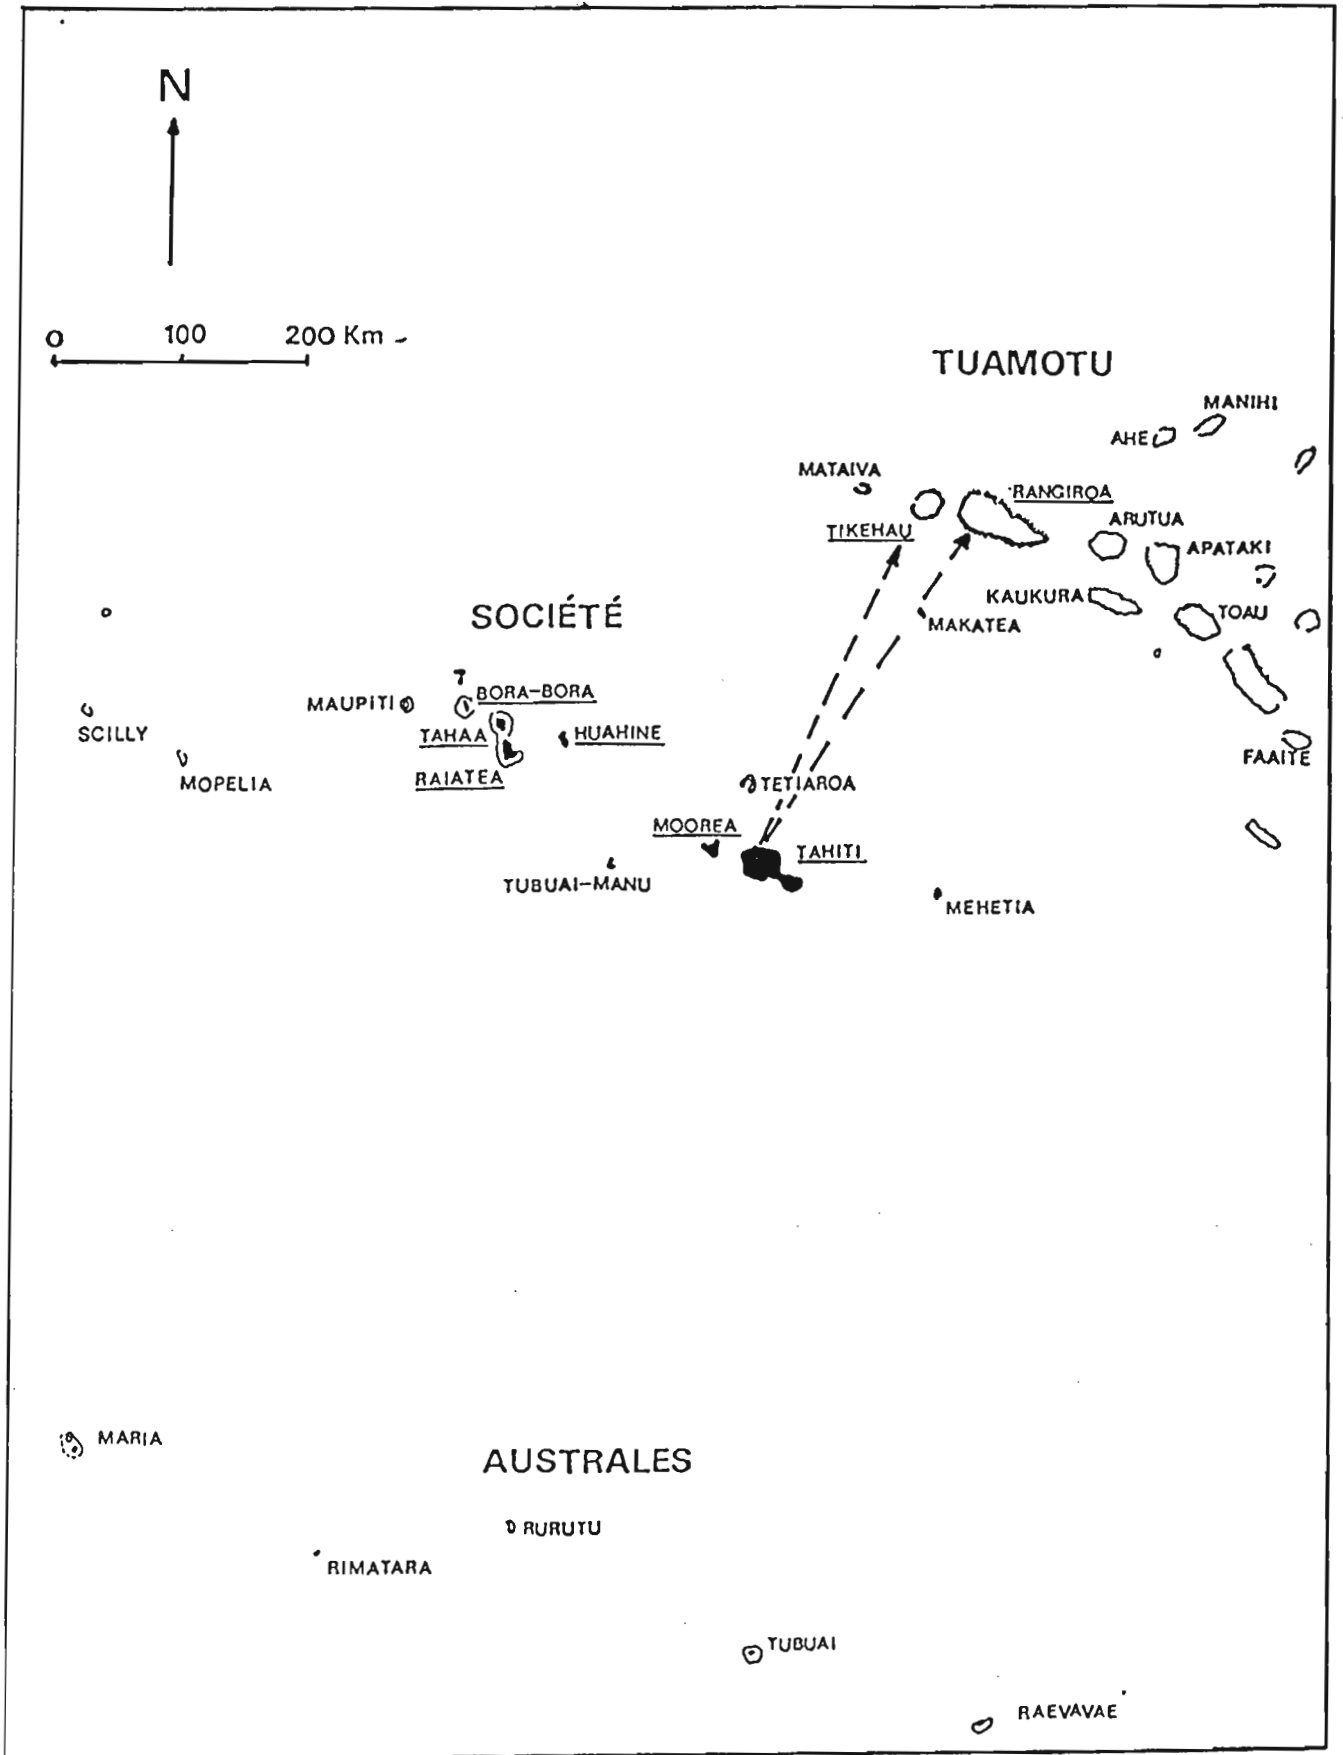 N
0 100 200 Km
TUAMOTU
MANIHI
AHE
MATAIVA
RANGIROA
ARUTUA
TIKEHAU
APATAKI
KAUKURA
TOAU
MAKATEA
SOCIÉTÉ
BORA-BORA
MAUPITI
SCILLY
TAHAA
HUAHINE
FAAITE
RAIATEA
MOPELIA
TETIAROA
MOOREA
TAHITI
TUBUAI-MANU
MEHETIA
MARIA
AUSTRALES
RURUTU
RIMATARA
TUBUAI
RAEVAVAE